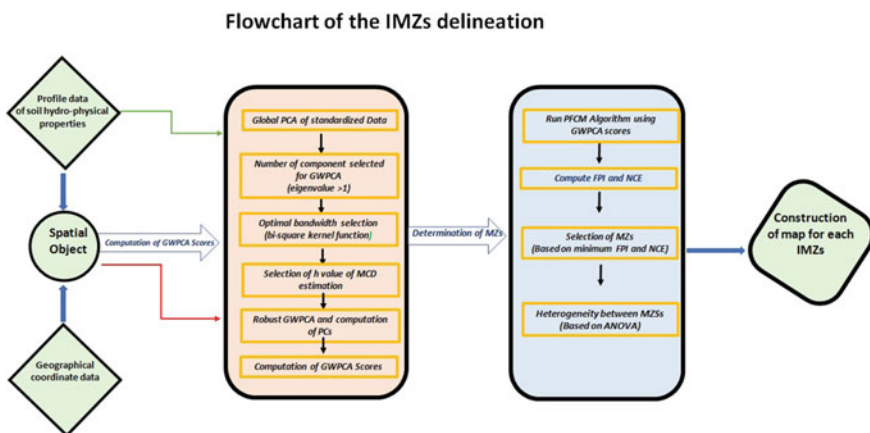 Flowchart of the IMZs delineation
Profile data
of soil hydro-physical
properties
Spatial
Object
Geographical
coordinate data
Computation of GWPCA Scores
Global PCA of standardized Data
Number of component selected
for GWPCA
(eigenvalue >1)
Optimal bandwidth selection
(bi-square kernel function)
Selection of h value of MCD
estimation
Robust GWPCA and computation
of PCs
Computation of GWPCA Scores
Determination of MZs
Run PFCM Algorithm using
GWPCA scores
Compute FPI and NCE
Selection of MZs
(Based on minimum FPI and NCE)
Heterogeneity between MZSs
(Based on ANOVA)
Construction
of map for each
IMZs